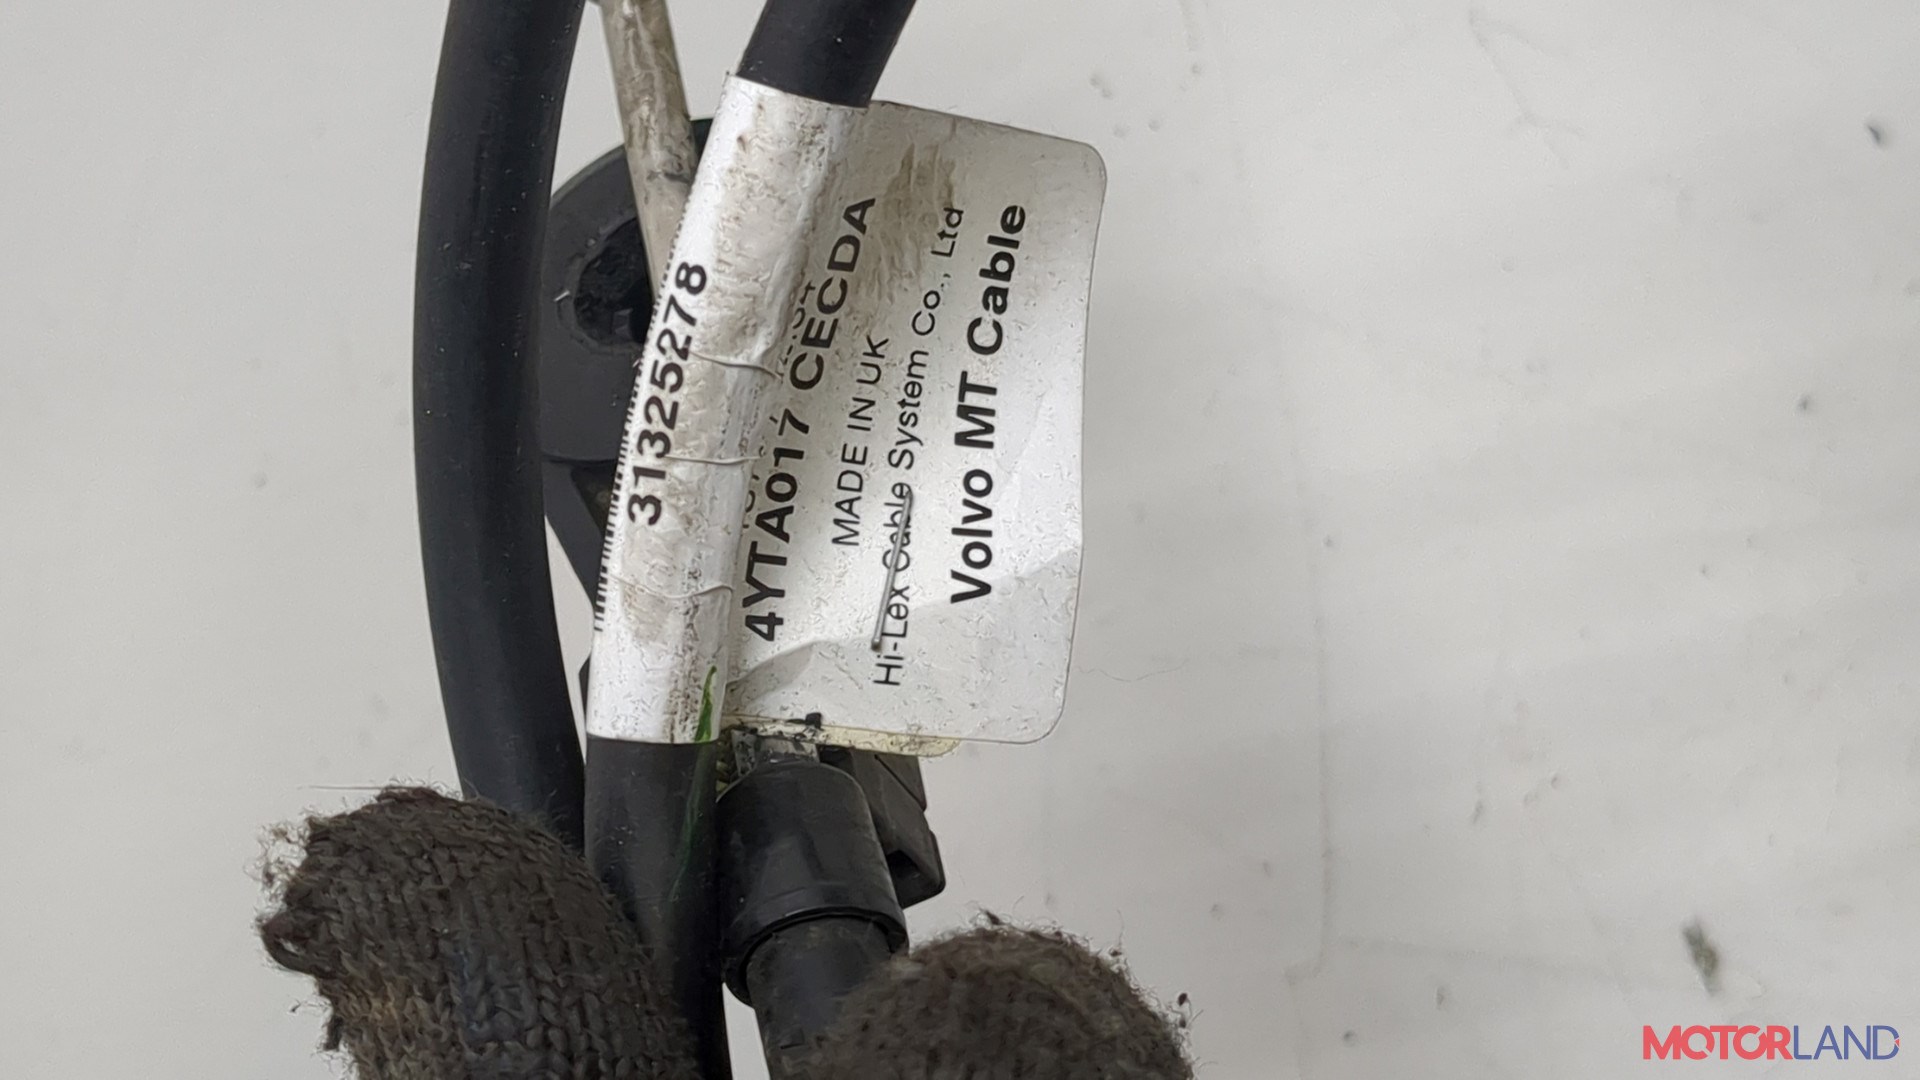 31325278
4YTA017 CECDA
MADE IN UK
Hi-Lex Cable System Co., Ltd
Volvo MT Cable
MOTORLAND